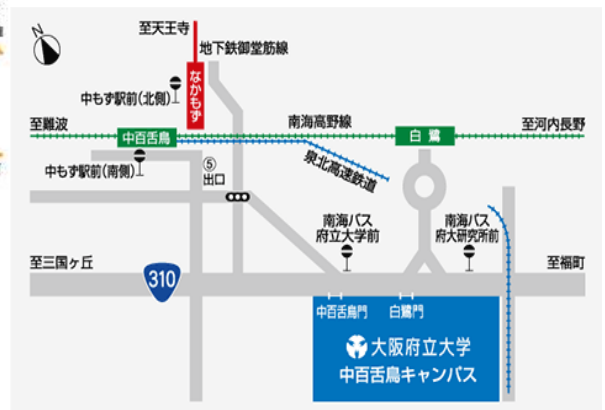 N
至天王寺
地下鉄御堂筋線
なかもず
中もず駅前(北側)
至難波
中百舌鳥
南海高野線
白鷺
至河内長野
中もず駅前(南側)
⑤
出口
泉北高速鉄道
南海バス
府立大学前
南海バス
府大研究所前
至三国ヶ丘
310
至福町
中百舌鳥門
白鷺門
大阪府立大学
中百舌鳥キャンパス